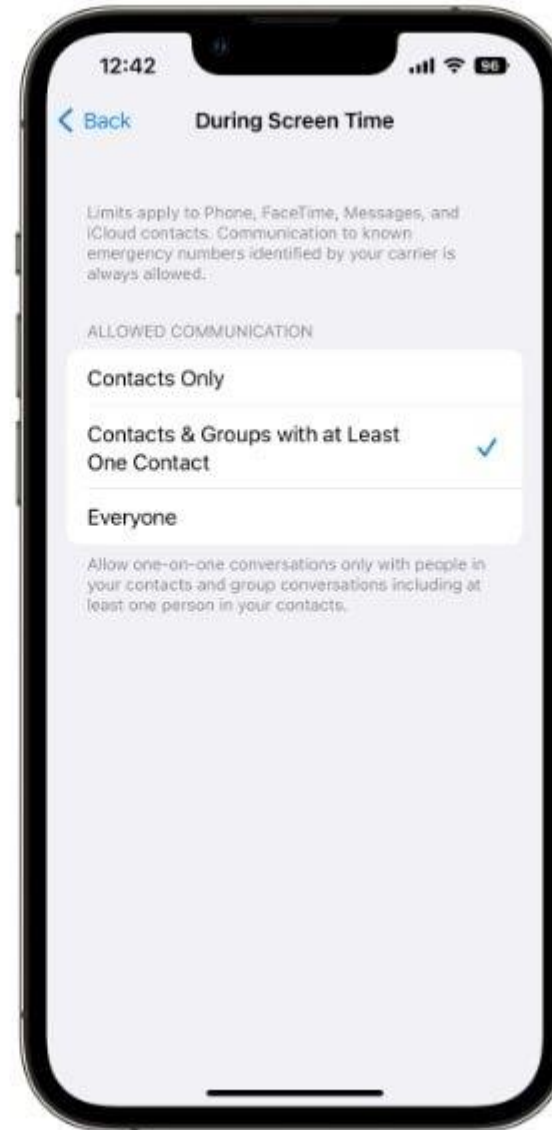 12:42
96
Back
During Screen Time
Limits apply to Phone, FaceTime, Messages, and
iCloud contacts. Communication to known
emergency numbers identified by your carrier is
always allowed.
ALLOWED COMMUNICATION
Contacts Only
Contacts & Groups with at Least
One Contact
Everyone
Allow one-on-one conversations only with people in
your contacts and group conversations including at
least one person in your contacts.